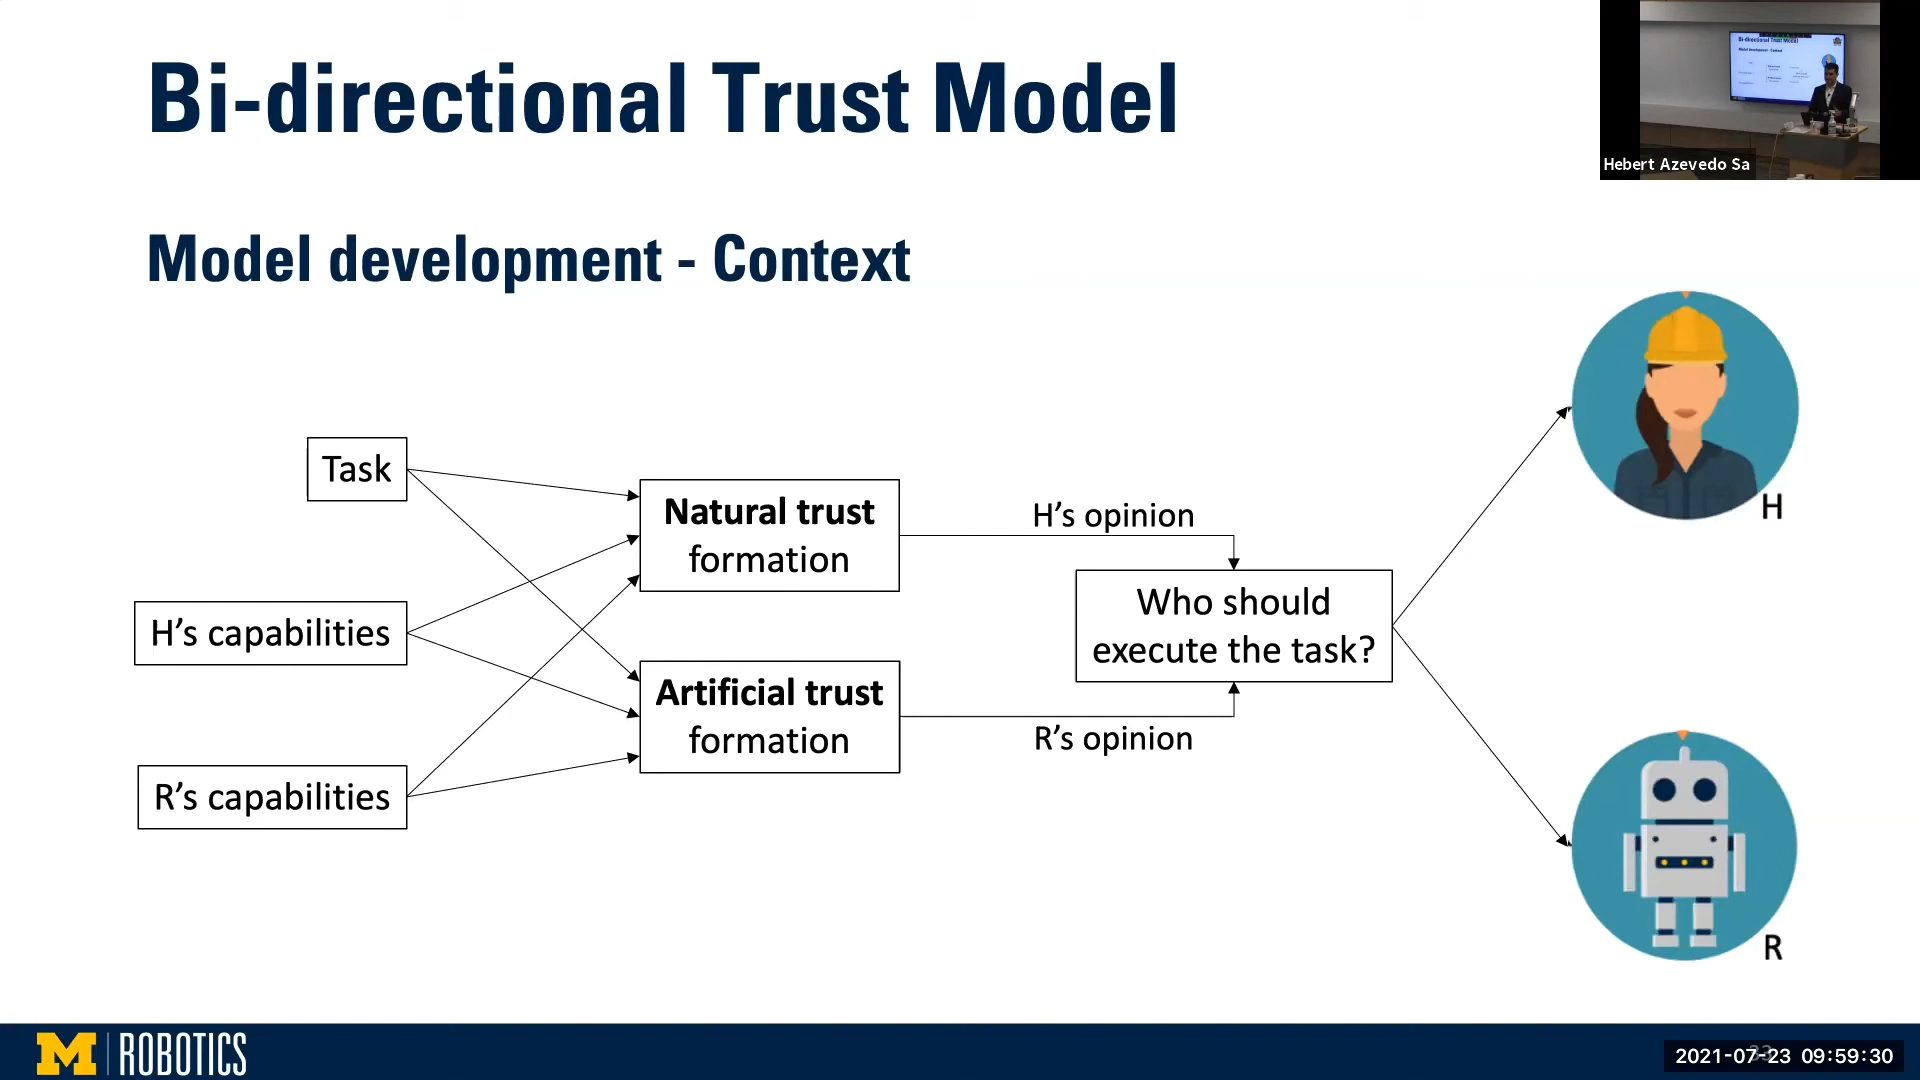 Bi-directional Trust Model
Hebert Azevedo Sa
Model development - Context
Task
H's capabilities
R's capabilities
Natural trust
formation
Artificial trust
formation
H's opinion
R's opinion
Who should
execute the task?
H
R
M ROBOTICS
2021-07-23 09:59:30